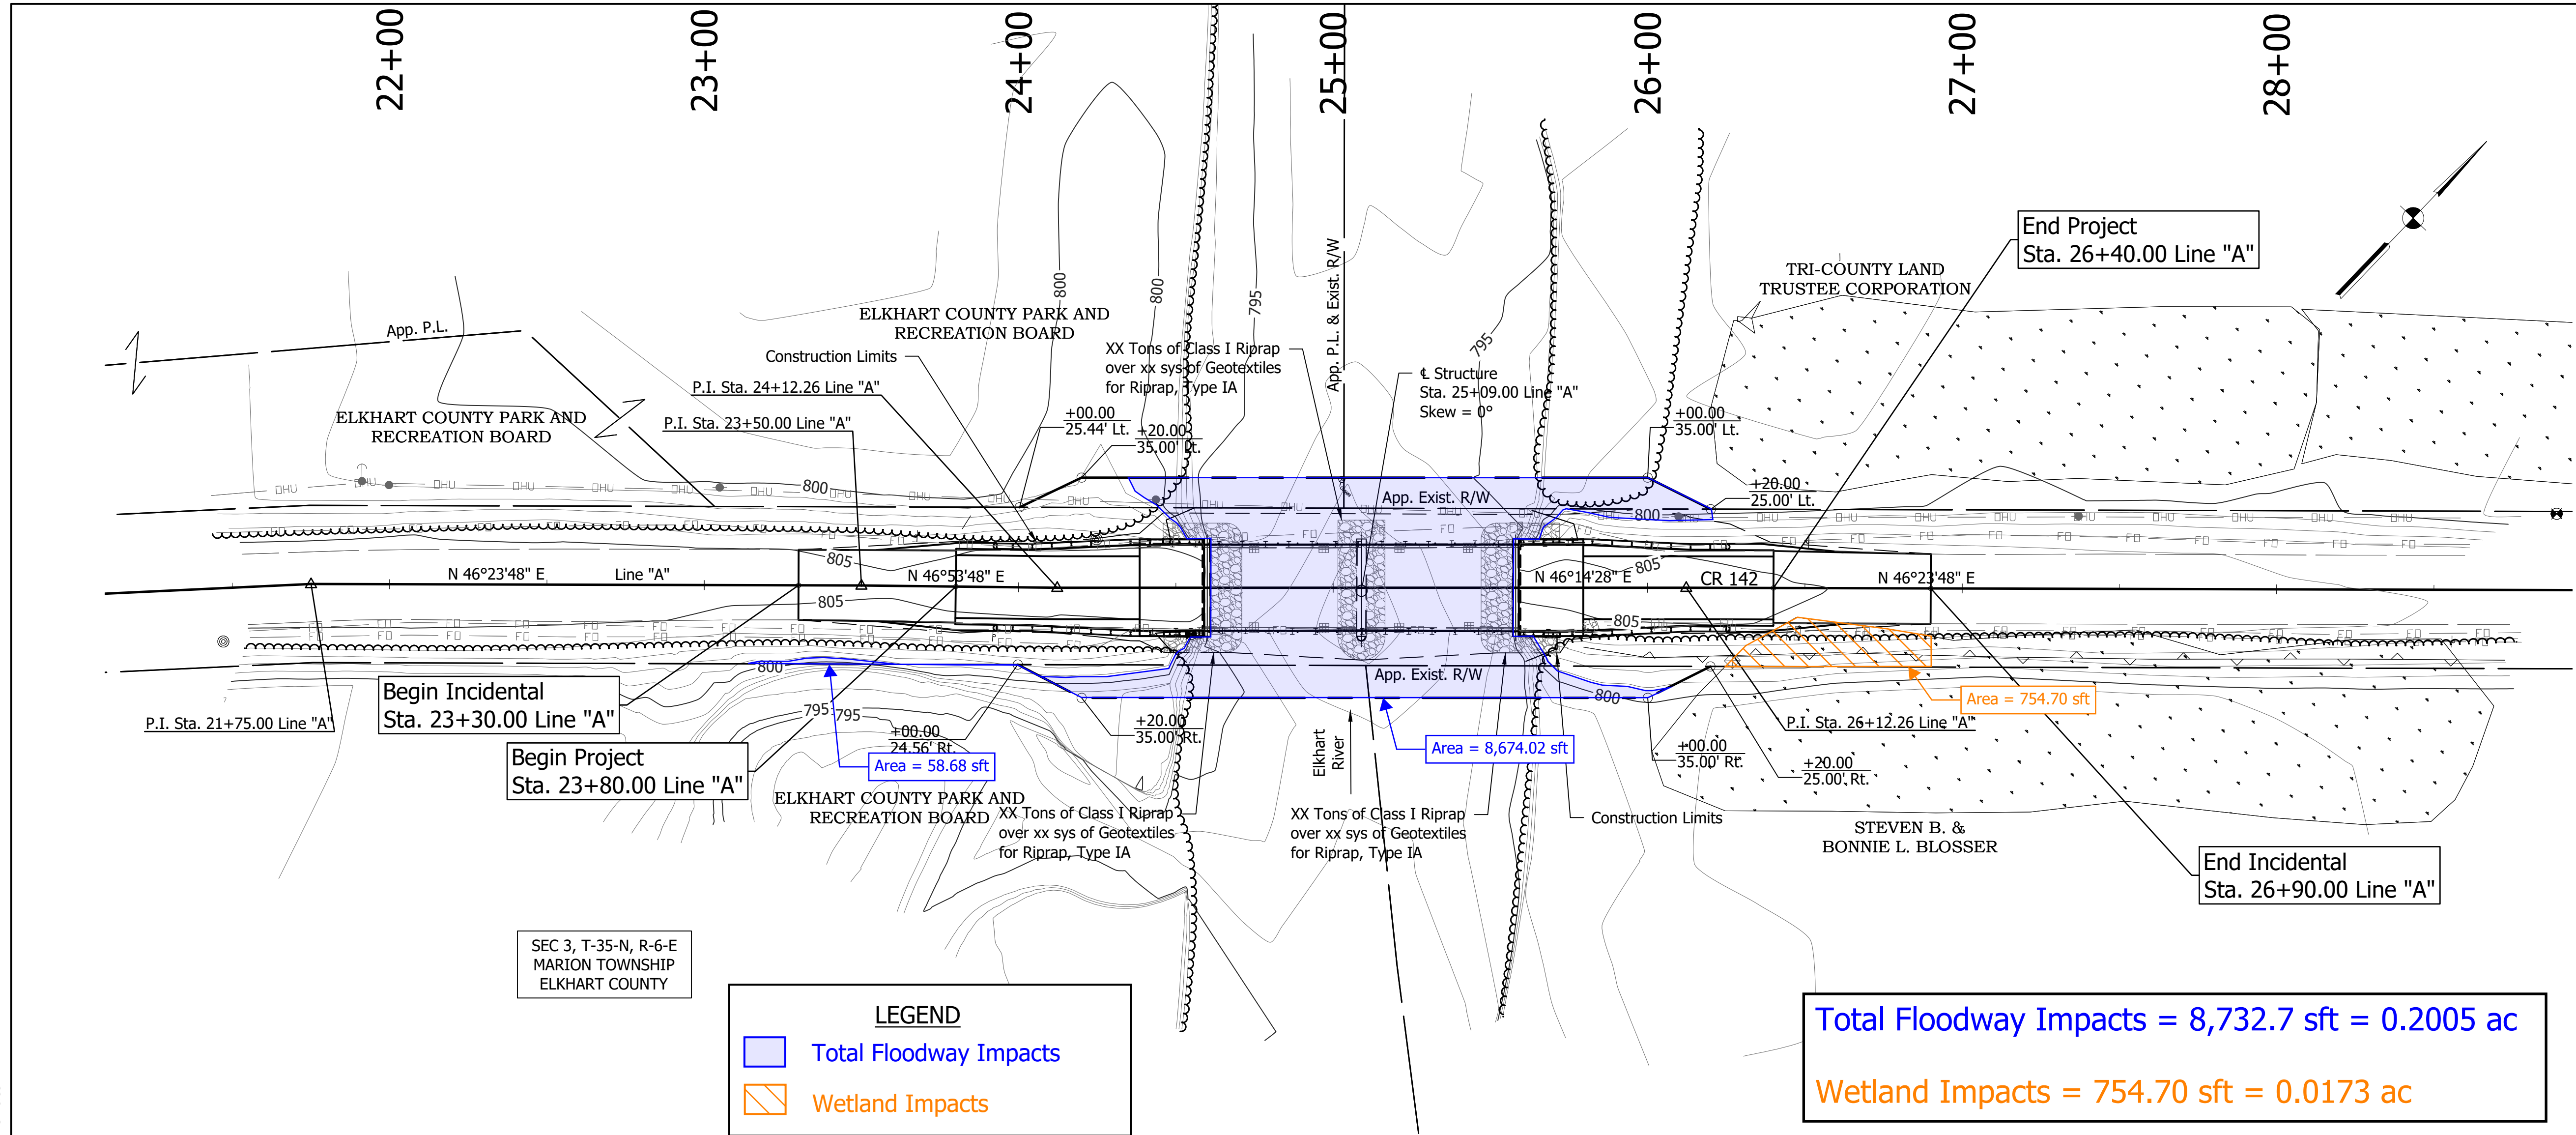 22+00
23+00
24+00
25+00
26+00
27+00
28+00
End Project
Sta. 26+40.00 Line "A"
TRI-COUNTY LAND
TRUSTEE CORPORATION
App. P.L. & Exist. R/W
800
800
795
795
App. P.L.
ELKHART COUNTY PARK AND
RECREATION BOARD
Construction Limits
XX Tons of Class I Riprap
over xx sys of Geotextiles
for Riprap, Type IA
℄ Structure
Sta. 25+09.00 Line "A"
Skew = 0°
P.I. Sta. 24+12.26 Line "A"
P.I. Sta. 23+50.00 Line "A"
ELKHART COUNTY PARK AND
RECREATION BOARD
+00.00
25.44' Lt.
+20.00
35.00' Lt.
+00.00
35.00' Lt.
+20.00
25.00' Lt.
800
App. Exist. R/W
800
805
N 46°23'48" E
Line "A"
N 46°53'48" E
N 46°14'28" E
805
CR 142
N 46°23'48" E
805
805
800
App. Exist. R/W
800
Begin Incidental
Sta. 23+30.00 Line "A"
P.I. Sta. 21+75.00 Line "A"
Begin Project
Sta. 23+80.00 Line "A"
795
795
+00.00
24.56' Rt.
Area = 58.68 sft
+20.00
35.00' Rt.
Elkhart
River
Area = 8,674.02 sft
Area = 754.70 sft
P.I. Sta. 26+12.26 Line "A"
+00.00
35.00' Rt.
+20.00
25.00' Rt.
ELKHART COUNTY PARK AND
RECREATION BOARD
XX Tons of Class I Riprap
over xx sys of Geotextiles
for Riprap, Type IA
XX Tons of Class I Riprap
over xx sys of Geotextiles
for Riprap, Type IA
Construction Limits
STEVEN B. &
BONNIE L. BLOSSER
End Incidental
Sta. 26+90.00 Line "A"
SEC 3, T-35-N, R-6-E
MARION TOWNSHIP
ELKHART COUNTY
LEGEND
Total Floodway Impacts
Wetland Impacts
Total Floodway Impacts = 8,732.7 sft = 0.2005 ac
Wetland Impacts = 754.70 sft = 0.0173 ac